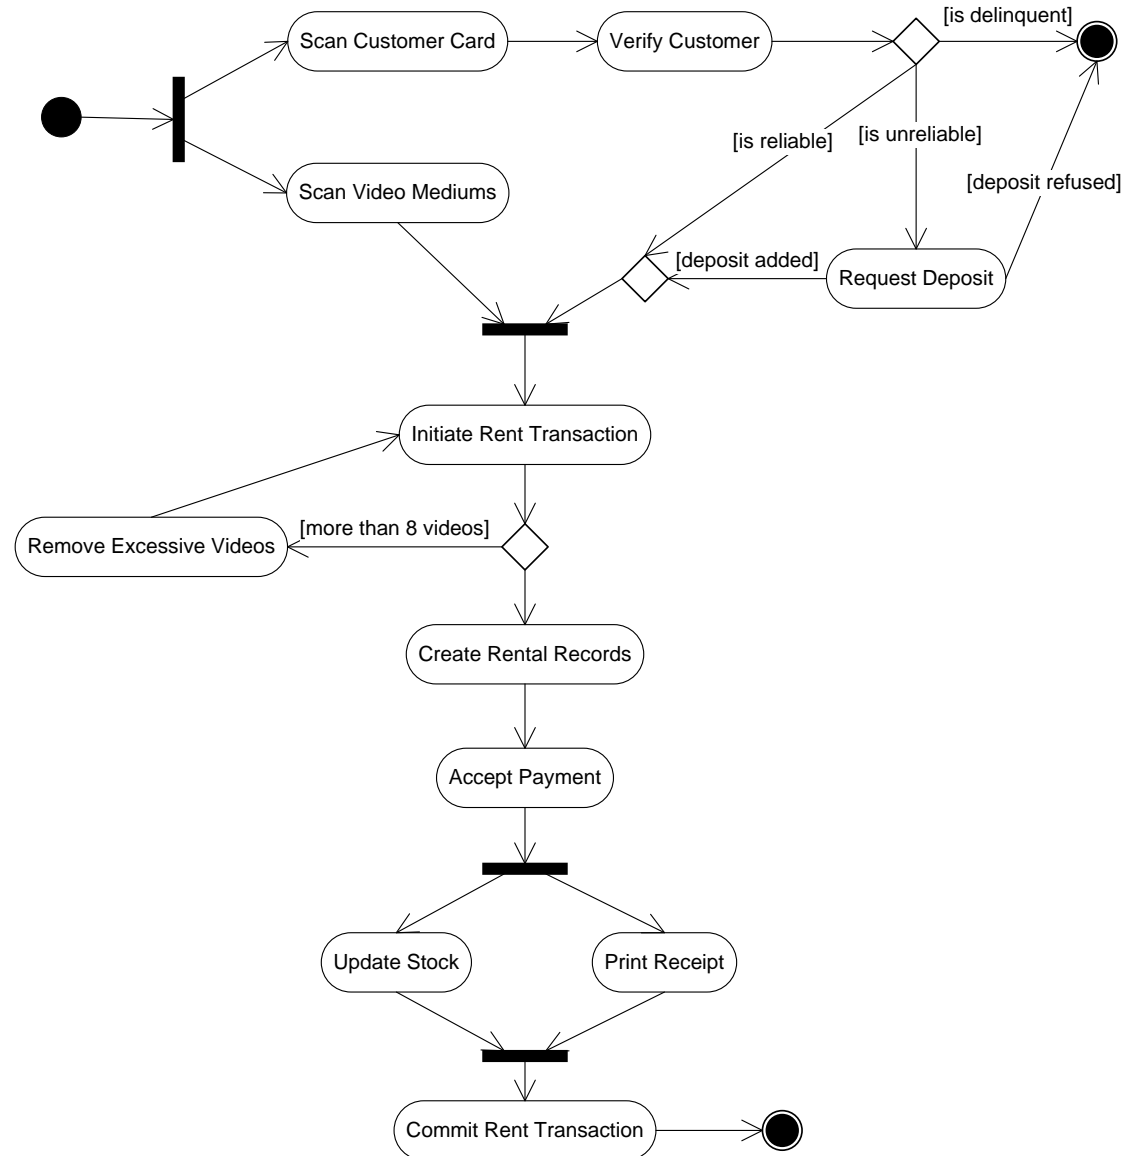 [is delinquent]
Scan Customer Card
Verify Customer
[is reliable]
[is unreliable]
[deposit refused]
Scan Video Mediums
[deposit added]
Request Deposit
Initiate Rent Transaction
[more than 8 videos]
Remove Excessive Videos
Create Rental Records
Accept Payment
Update Stock
Print Receipt
Commit Rent Transaction